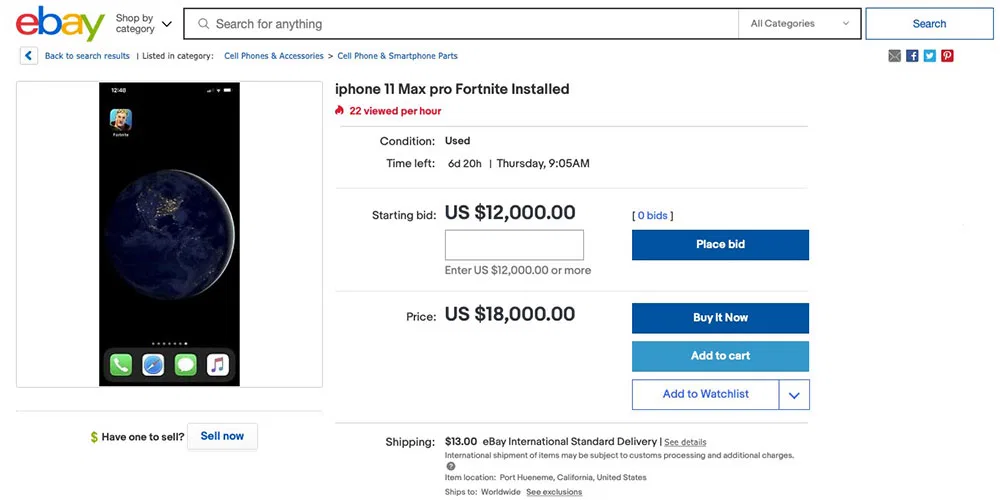 ebay
Shop by
category
Search for anything
All Categories
Search
Back to search results | Listed in category: Cell Phones & Accessories > Cell Phone & Smartphone Parts
12:40
Fortnite
iphone 11 Max pro Fortnite Installed
22 viewed per hour
Condition: Used
Time left: 6d 20h | Thursday, 9:05AM
Starting bid: US $12,000.00
[ 0 bids ]
Place bid
Enter US $12,000.00 or more
Price: US $18,000.00
Buy It Now
Add to cart
Add to Watchlist
$ Have one to sell? Sell now
Shipping: $13.00 eBay International Standard Delivery | See details
International shipment of items may be subject to customs processing and additional charges.
?
Item location: Port Hueneme, California, United States
Ships to: Worldwide See exclusions